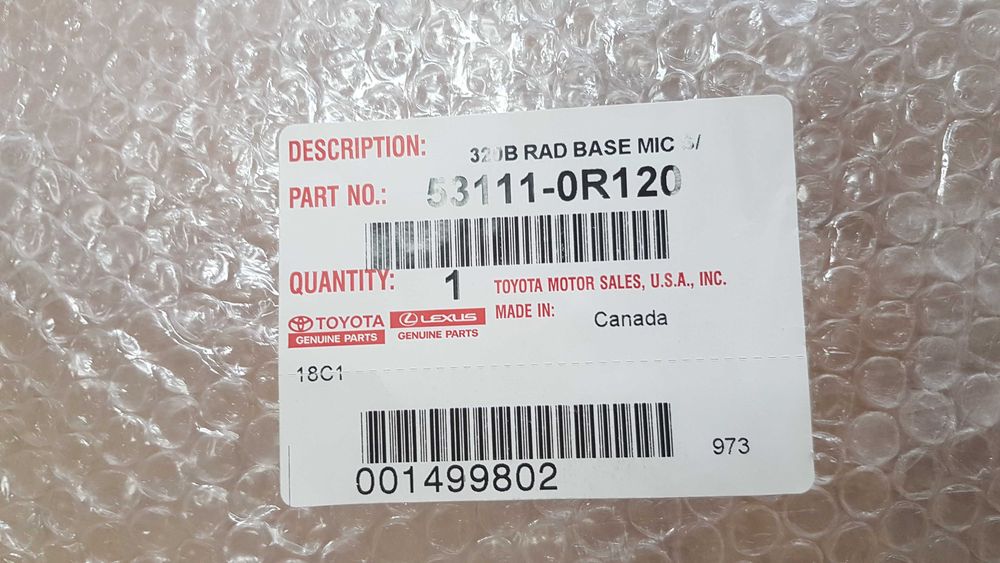 DESCRIPTION: 320B RAD BASE MIC S/
PART NO.: 53111-0R120
QUANTITY: 1 TOYOTA MOTOR SALES, U.S.A., INC.
MADE IN: Canada
TOYOTA LEXUS
GENUINE PARTS GENUINE PARTS
18C1
973
001499802